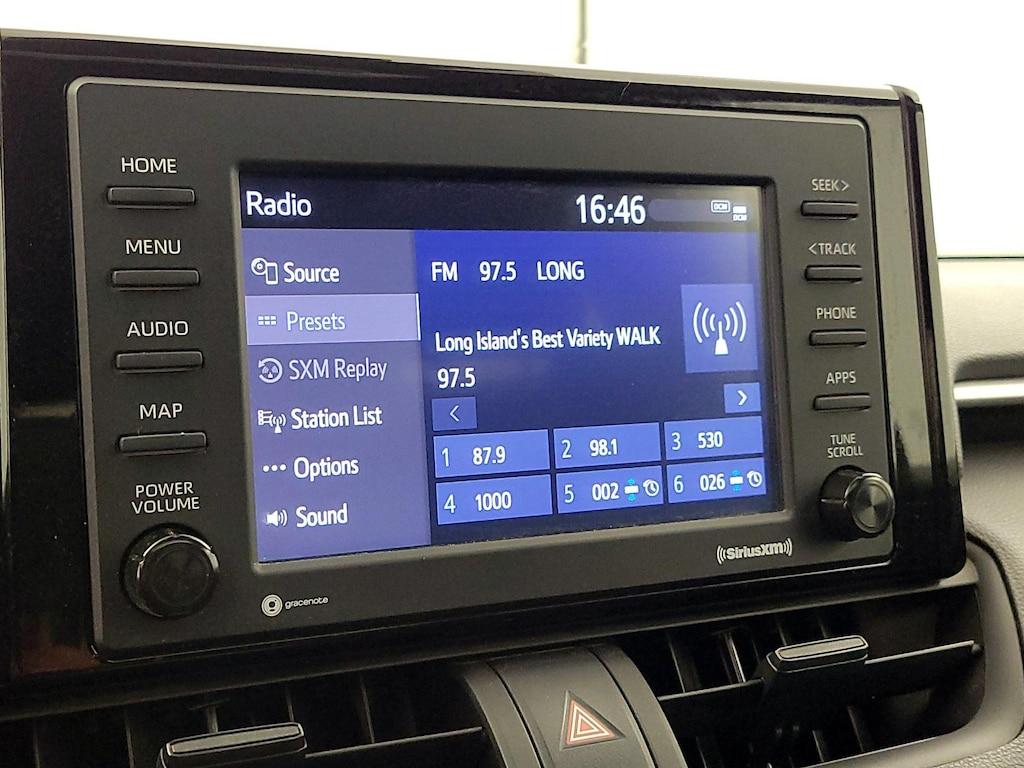 HOME
MENU
AUDIO
MAP
POWER
VOLUME
Radio 16:46 DCM DCM
Source
Presets
SXM Replay
Station List
Options
Sound
FM 97.5 LONG
Long Island's Best Variety WALK
97.5
< >
1 87.9 2 98.1 3 530
4 1000 5 002 6 026
SEEK>
<TRACK
PHONE
APPS
TUNE
SCROLL
((SiriusXM))
gracenote